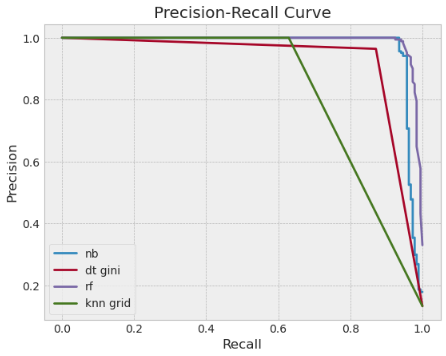 Precision-Recall Curve
1.0
0.8
0.6
0.4
0.2
Precision
nb
dt gini
rf
knn grid
0.0 0.2 0.4 0.6 0.8 1.0
Recall